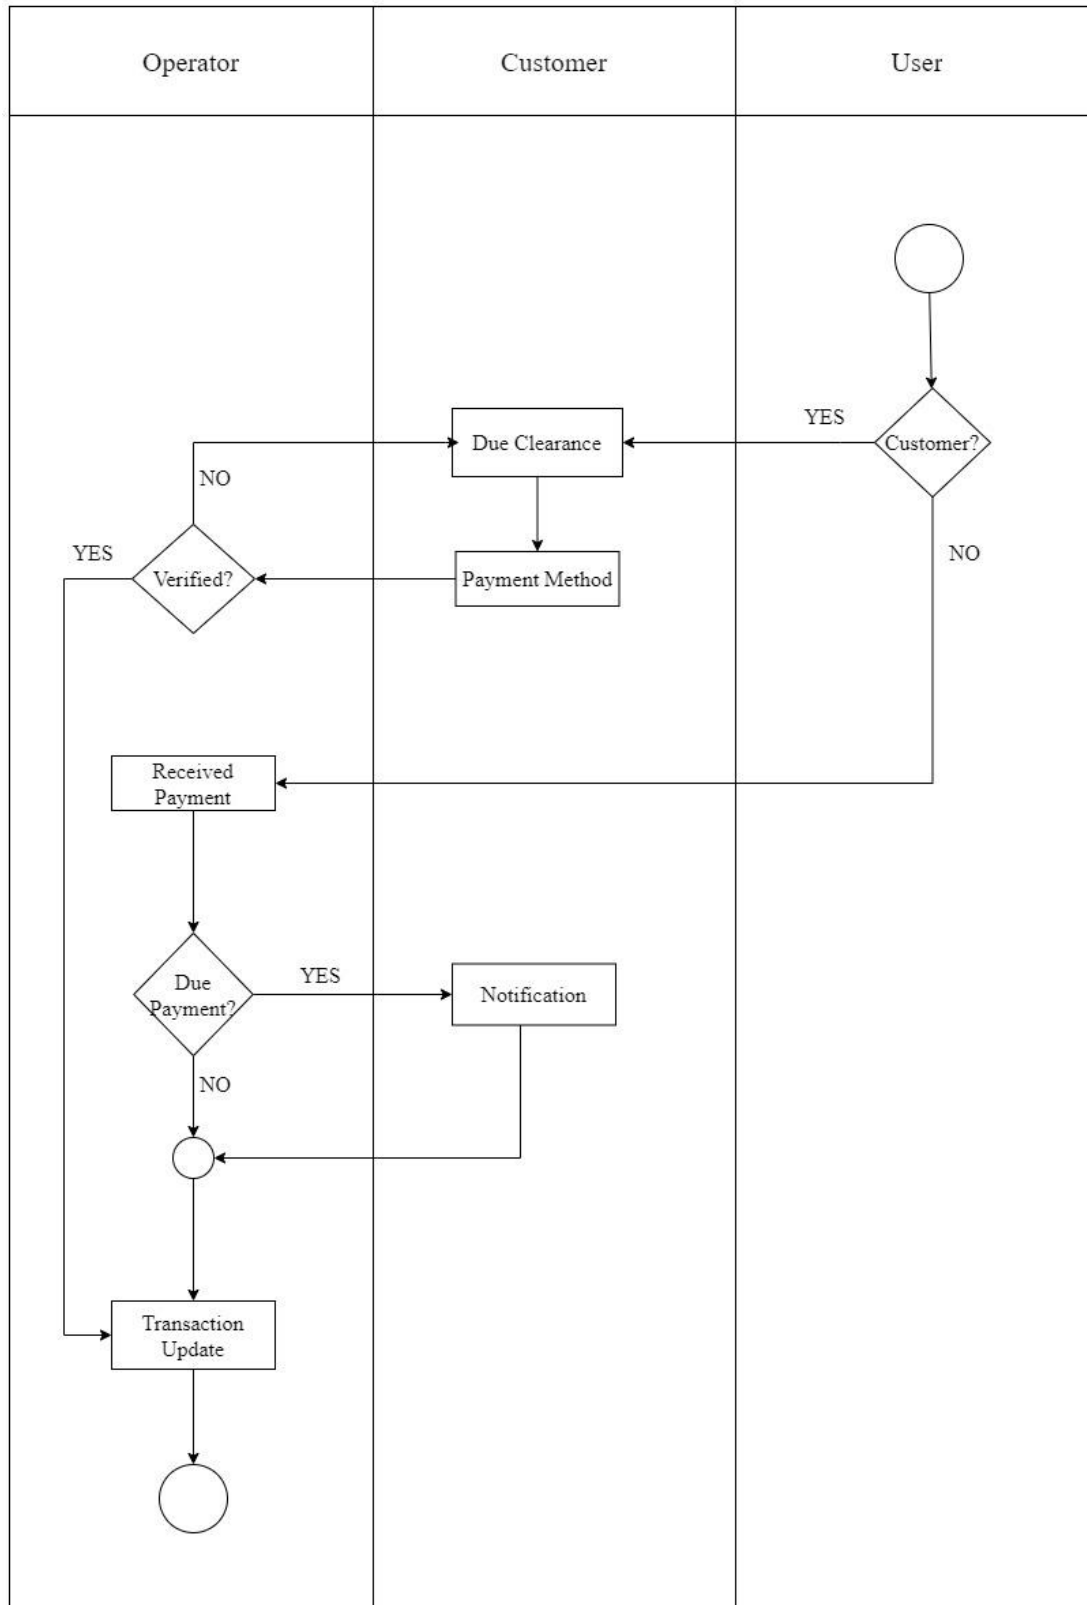 Operator
Customer
User
YES
Due Clearance
Customer?
NO
YES
NO
Verified?
Payment Method
Received
Payment
Due
Payment?
YES
Notification
NO
Transaction
Update